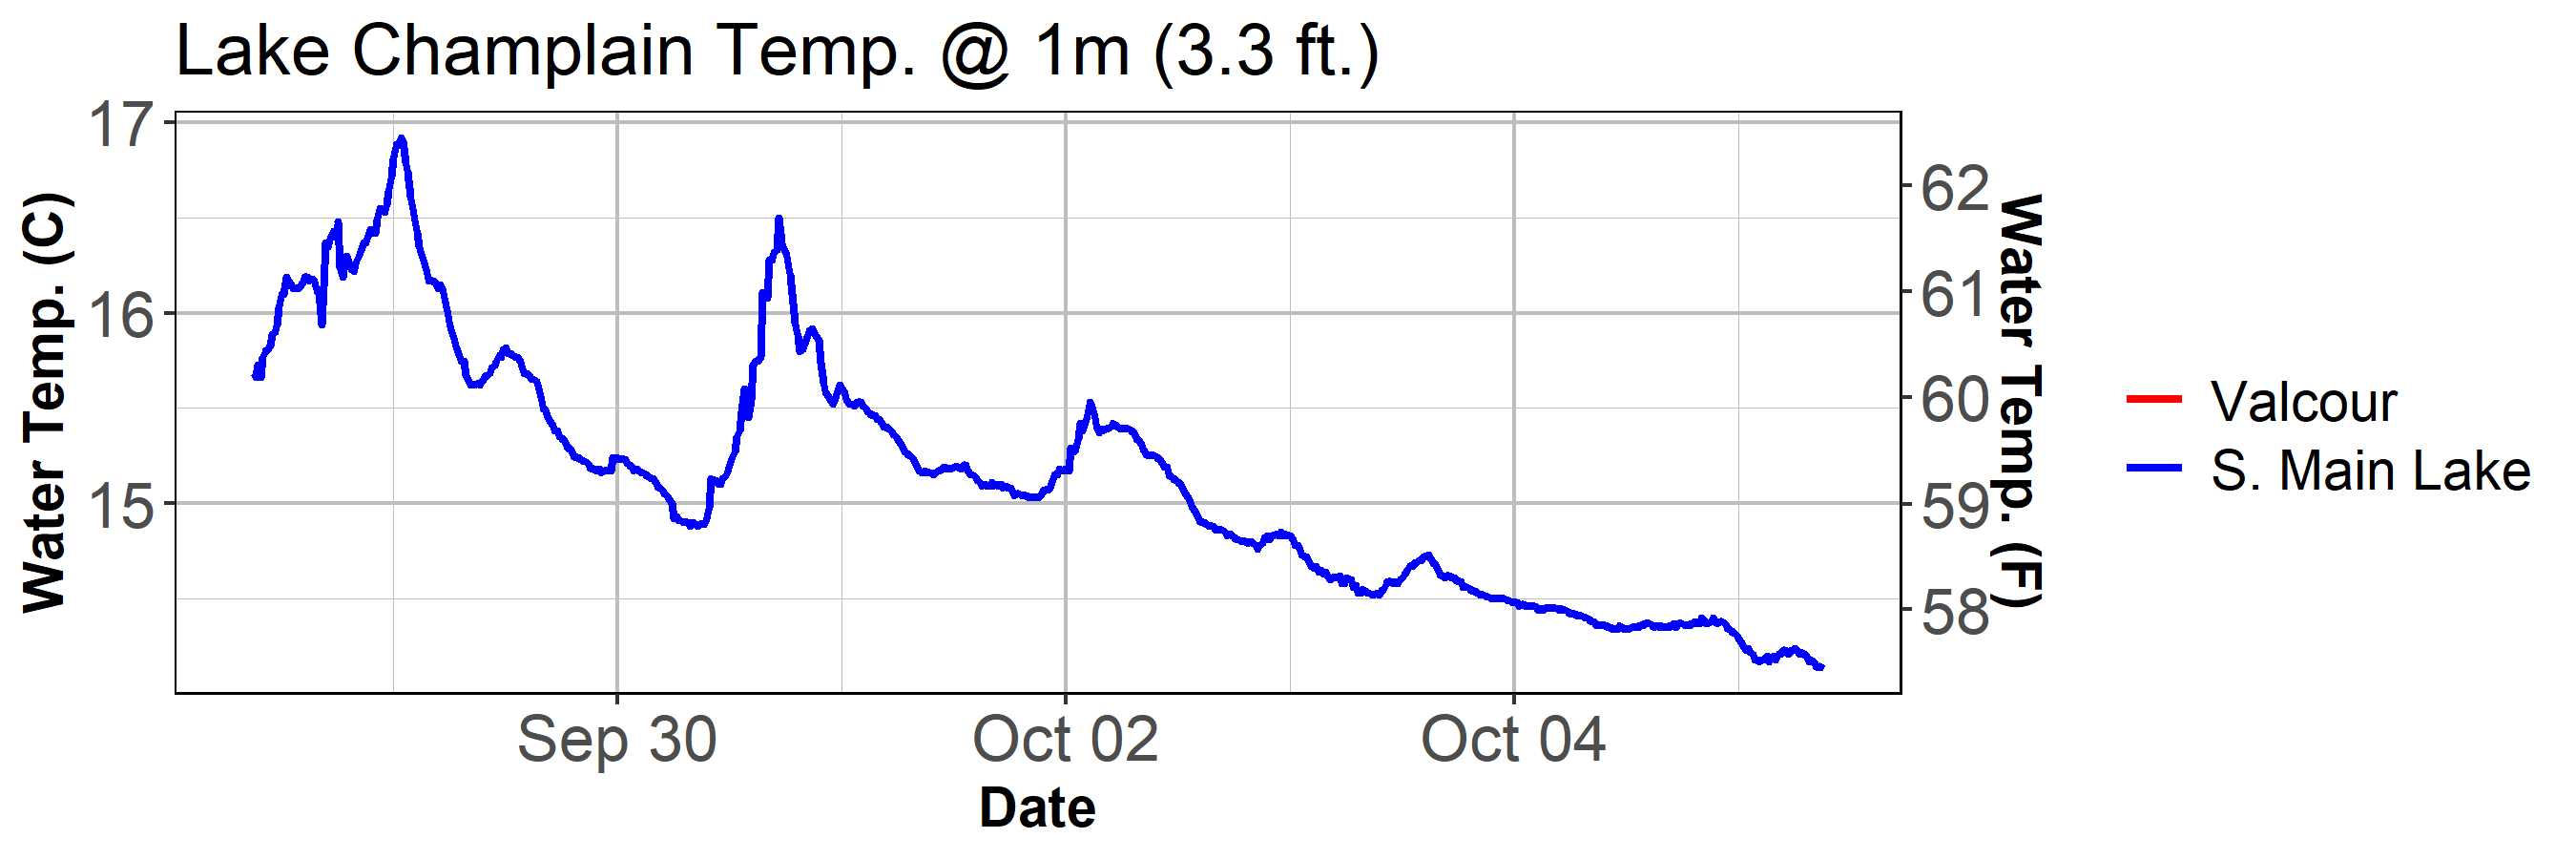 Lake Champlain Temp. @ 1m (3.3 ft.)
Water Temp. (C)
17
16
15
62
61
60
59
58
Water Temp. (F)
Sep 30
Oct 02
Oct 04
Date
Valcour
S. Main Lake